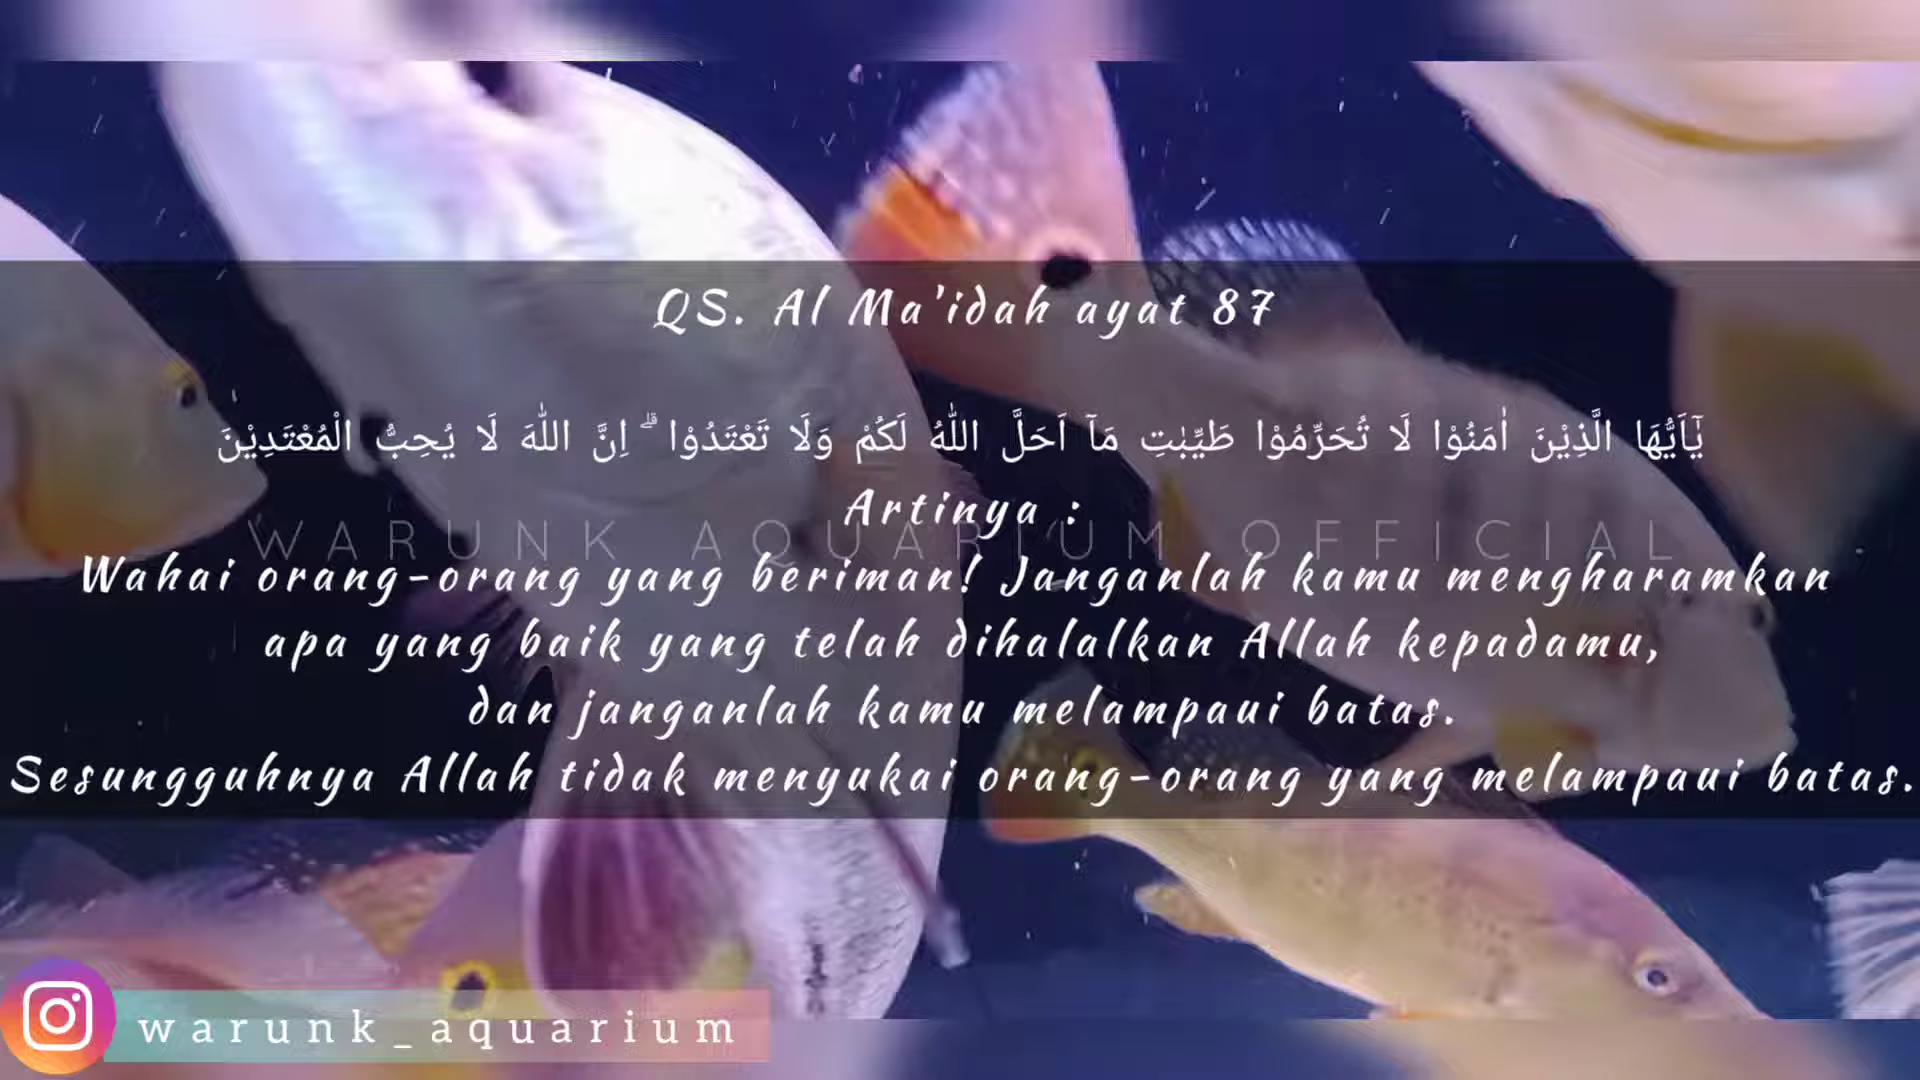 QS. Al Ma'idah ayat 87
يٰٓاَيُّهَا الَّذِيْنَ اٰمَنُوْا لَا تُحَرِّمُوْا طَيِّبٰتِ مَآ اَحَلَّ اللّٰهُ لَكُمْ وَلَا تَعْتَدُوْا ۗ اِنَّ اللّٰهَ لَا يُحِبُّ الْمُعْتَدِيْنَ
Artinya :
WARUNK AQUARIUM OFFICIAL
Wahai orang-orang yang beriman! Janganlah kamu mengharamkan
apa yang baik yang telah dihalalkan Allah kepadamu,
dan janganlah kamu melampaui batas.
Sesungguhnya Allah tidak menyukai orang-orang yang melampaui batas.
warunk_aquarium